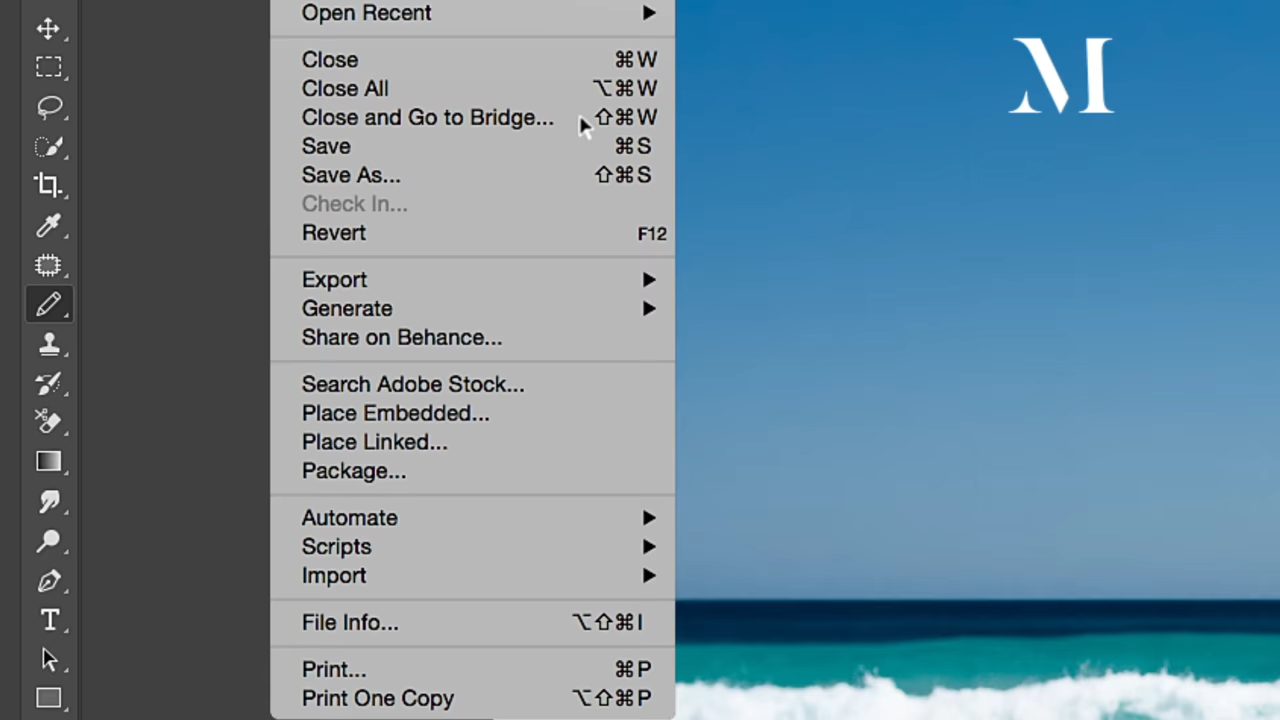 Open Recent
M
Close ⌘W
Close All ⌥⌘W
Close and Go to Bridge... ⇧⌘W
Save ⌘S
Save As... ⇧⌘S
Check In...
Revert F12
Export
Generate
Share on Behance...
Search Adobe Stock...
Place Embedded...
Place Linked...
Package...
Automate
Scripts
Import
File Info... ⌥⇧⌘I
T
Print... ⌘P
Print One Copy ⌥⇧⌘P